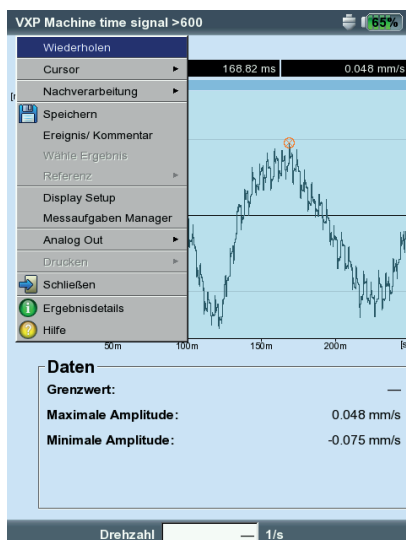 VXP Machine time signal >600 65%
Wiederholen
Cursor
168.82 ms 0.048 mm/s
Nachverarbeitung
Speichern
Ereignis/ Kommentar
Wähle Ergebnis
Referenz
Display Setup
Messaufgaben Manager
Analog Out
Drucken
Schließen
Ergebnisdetails
Hilfe
50m 100m 150m 200m [s
Daten
Grenzwert: —
Maximale Amplitude: 0.048 mm/s
Minimale Amplitude: -0.075 mm/s
Drehzahl — 1/s